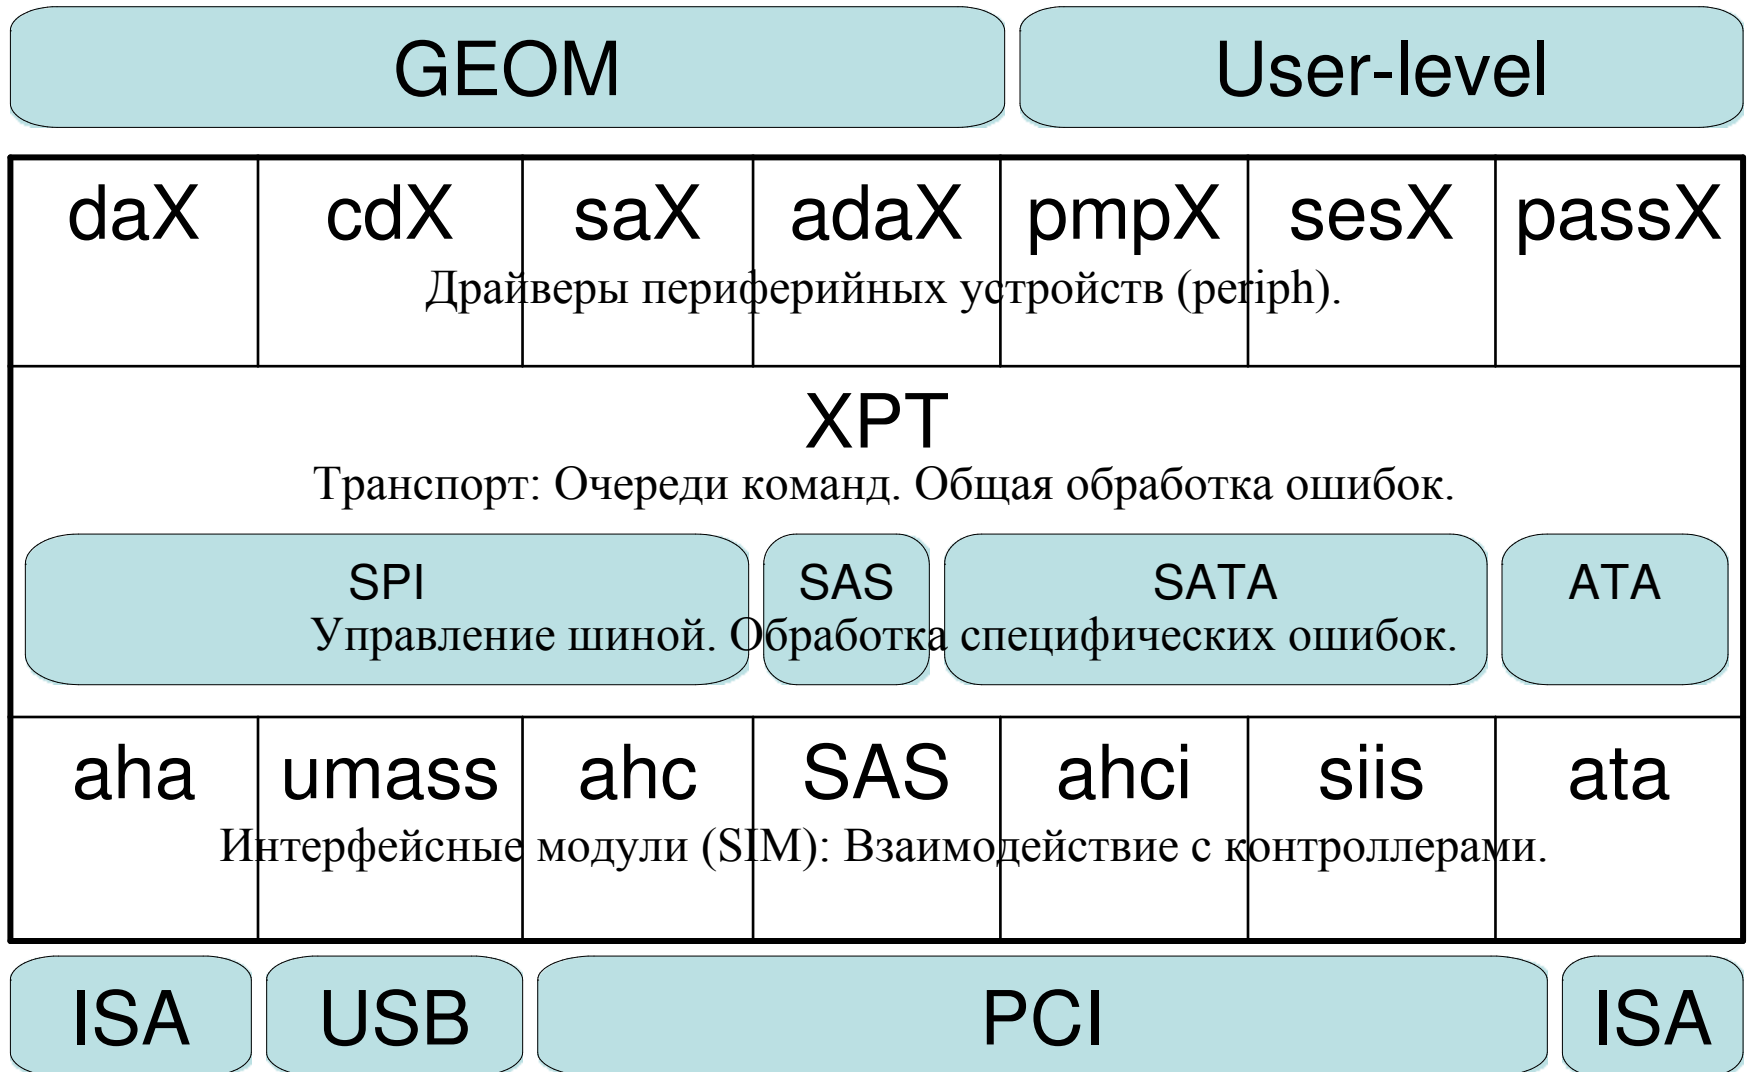 GEOM User-level
daX cdX saX adaX pmpX sesX passX
Драйверы периферийных устройств (periph).
XPT
Транспорт: Очереди команд. Общая обработка ошибок.
SPI SAS SATA ATA
Управление шиной. Обработка специфических ошибок.
aha umass ahc SAS ahci siis ata
Интерфейсные модули (SIM): Взаимодействие с контроллерами.
ISA USB PCI ISA